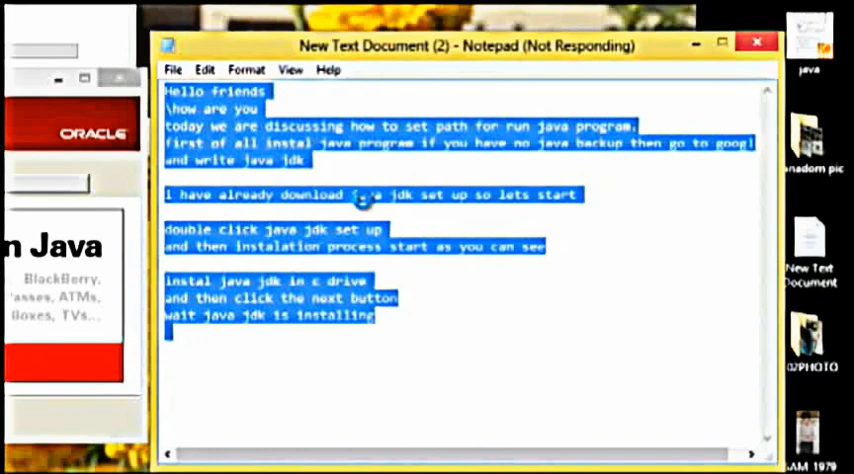 New Text Document (2) - Notepad (Not Responding)
File Edit Format View Help
Hello friends
\how are you
today we are discussing how to set path for run java program.
first of all instal java program if you have no java backup then go to googl
and write java jdk
i have already download java jdk set up so lets start
double click java jdk set up
and then instalation process start as you can see
instal java jdk in c drive
and then click the next button
wait java jdk is installing
ORACLE
n Java
BlackBerry,
Passes, ATMs,
Boxes, TVs...
java
anadom pic
New Text
Document
02PHOTO
1979